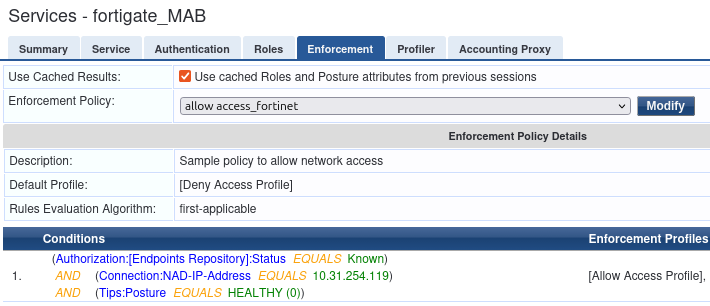 Services - fortigate_MAB
Summary Service Authentication Roles Enforcement Profiler Accounting Proxy
Use Cached Results: Use cached Roles and Posture attributes from previous sessions
Enforcement Policy: allow access_fortinet Modify
Enforcement Policy Details
Description: Sample policy to allow network access
Default Profile: [Deny Access Profile]
Rules Evaluation Algorithm: first-applicable
Conditions Enforcement Profiles
(Authorization:[Endpoints Repository]:Status EQUALS Known)
1. AND (Connection:NAD-IP-Address EQUALS 10.31.254.119) [Allow Access Profile],
AND (Tips:Posture EQUALS HEALTHY (0))